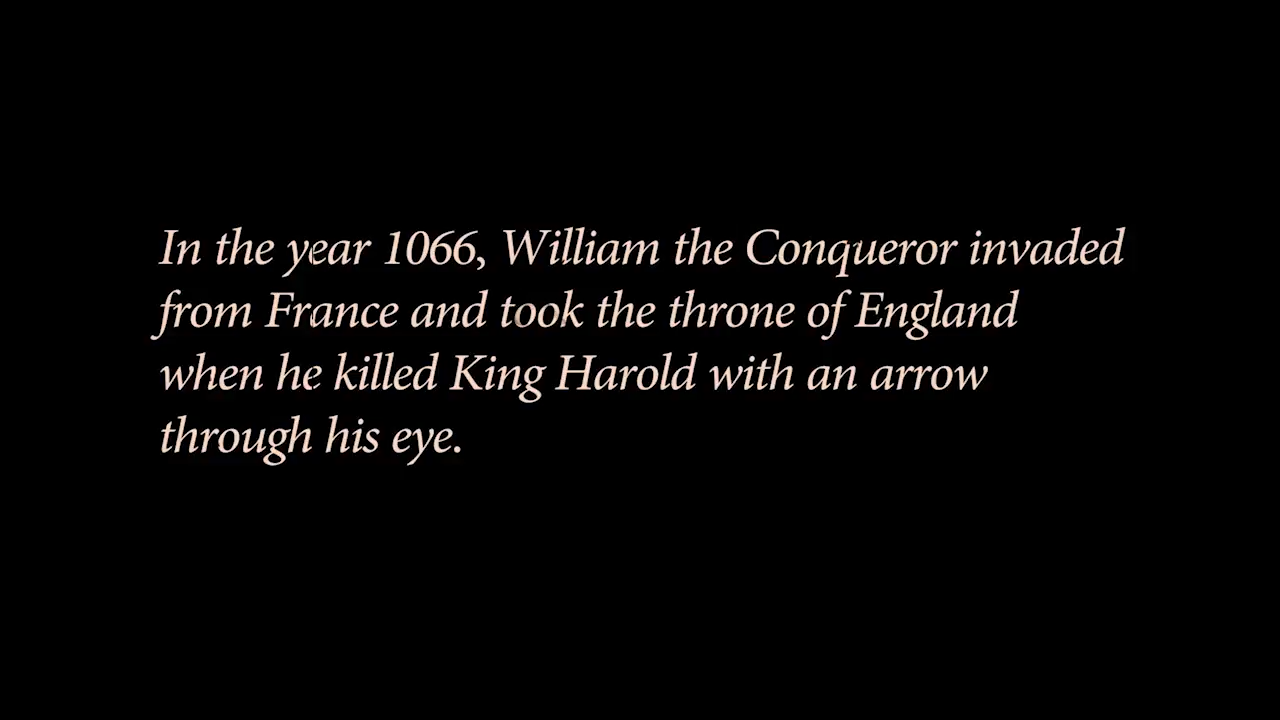 In the year 1066, William the Conqueror invaded
from France and took the throne of England
when he killed King Harold with an arrow
through his eye.